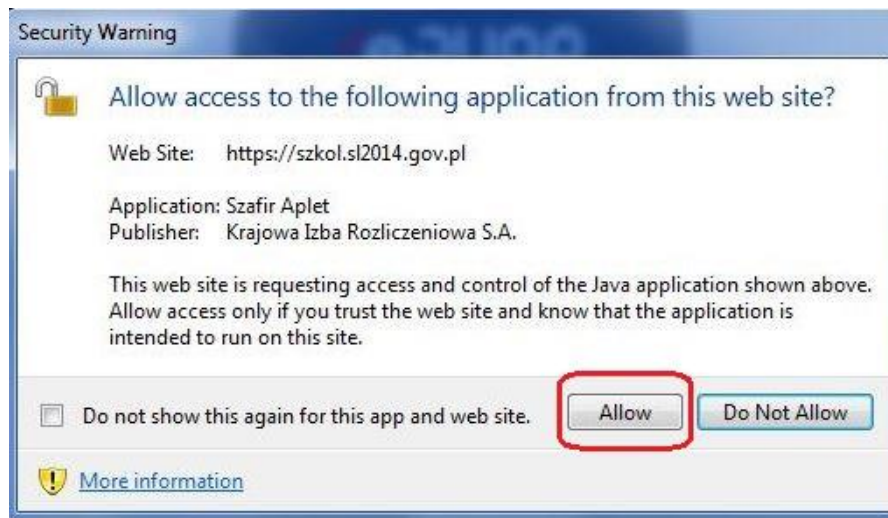 Security Warning
Allow access to the following application from this web site?
Web Site: https://szkol.sl2014.gov.pl
Application: Szafir Aplet
Publisher: Krajowa Izba Rozliczeniowa S.A.
This web site is requesting access and control of the Java application shown above.
Allow access only if you trust the web site and know that the application is
intended to run on this site.
Do not show this again for this app and web site. Allow Do Not Allow
More information